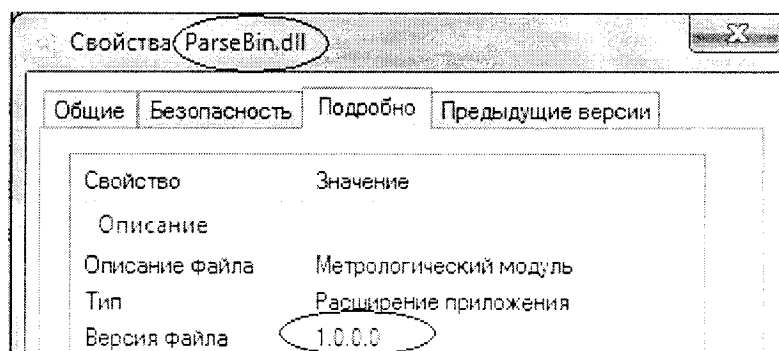 Свойства ParseBin.dll
Общие Безопасность Подробно Предыдущие версии
Свойство Значение
Описание
Описание файла Метрологический модуль
Тип Расширение приложения
Версия файла 1.0.0.0